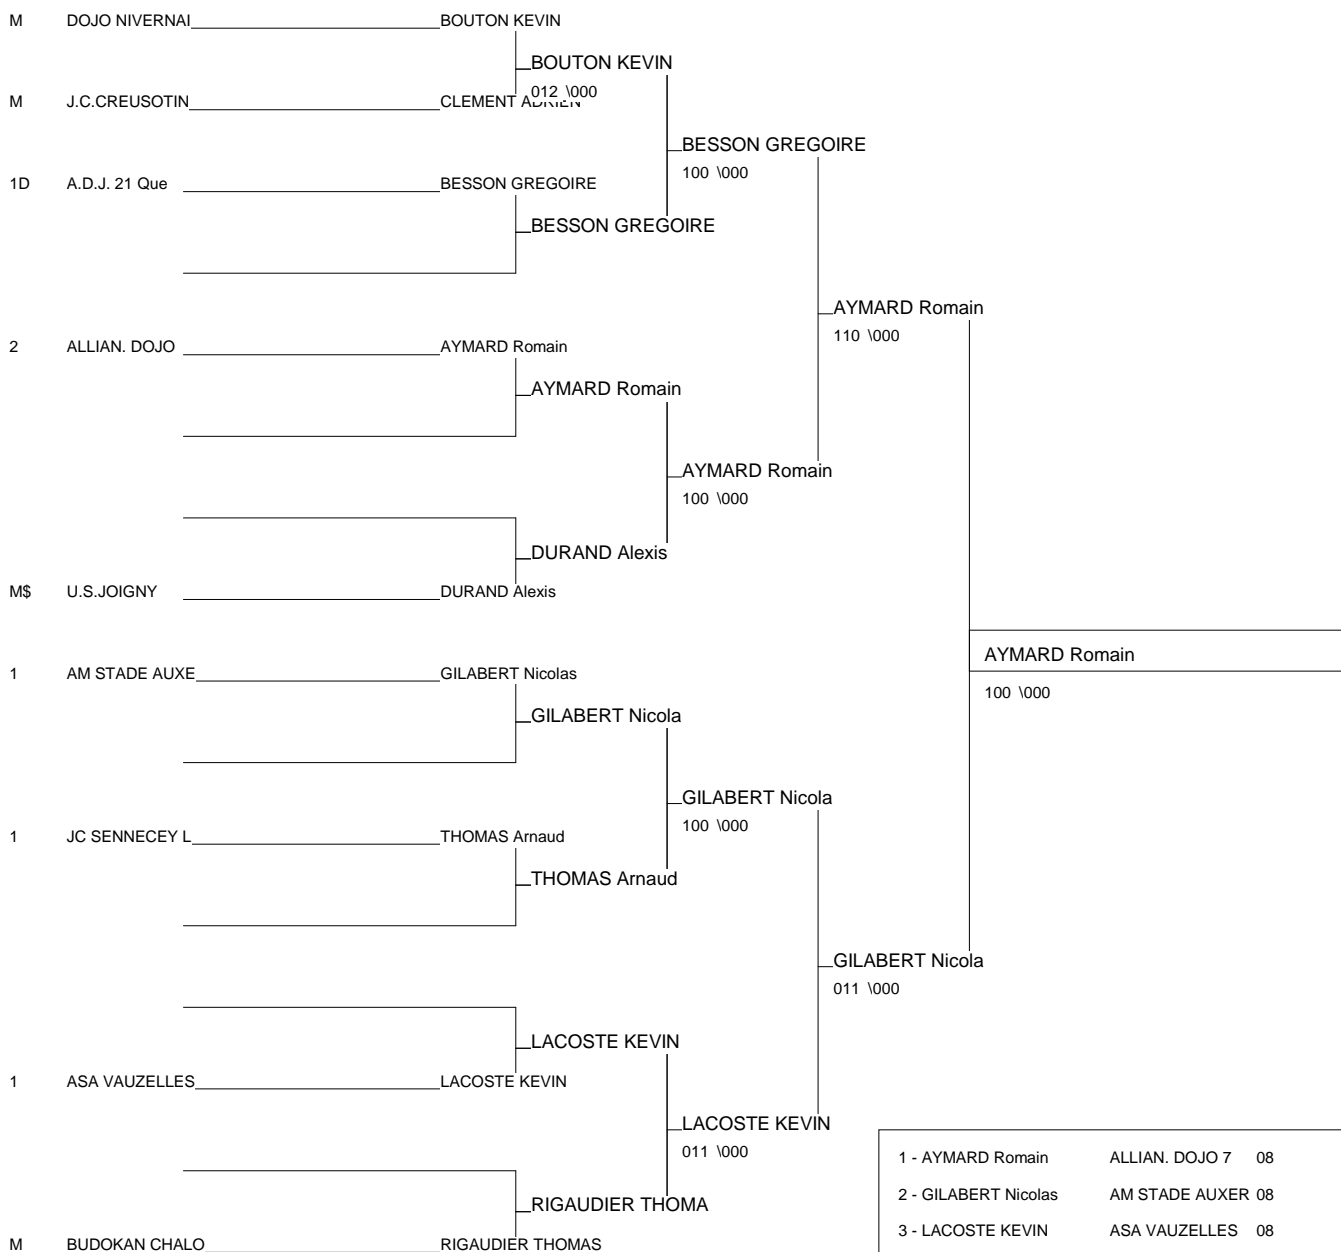 M DOJO NIVERNAI BOUTON KEVIN
BOUTON KEVIN
012 \000
M J.C.CREUSOTIN CLEMENT ADRIEN
BESSON GREGOIRE
100 \000
1D A.D.J. 21 Que BESSON GREGOIRE
BESSON GREGOIRE
AYMARD Romain
110 \000
2 ALLIAN. DOJO AYMARD Romain
AYMARD Romain
AYMARD Romain
100 \000
DURAND Alexis
M$ U.S.JOIGNY DURAND Alexis
AYMARD Romain
100 \000
1 AM STADE AUXE GILABERT Nicolas
GILABERT Nicola
GILABERT Nicola
100 \000
1 JC SENNECEY L THOMAS Arnaud
THOMAS Arnaud
GILABERT Nicola
011 \000
LACOSTE KEVIN
1 ASA VAUZELLES LACOSTE KEVIN
LACOSTE KEVIN
011 \000
RIGAUDIER THOMA
M BUDOKAN CHALO RIGAUDIER THOMAS
1 - AYMARD Romain ALLIAN. DOJO 7 08
2 - GILABERT Nicolas AM STADE AUXER 08
3 - LACOSTE KEVIN ASA VAUZELLES 08